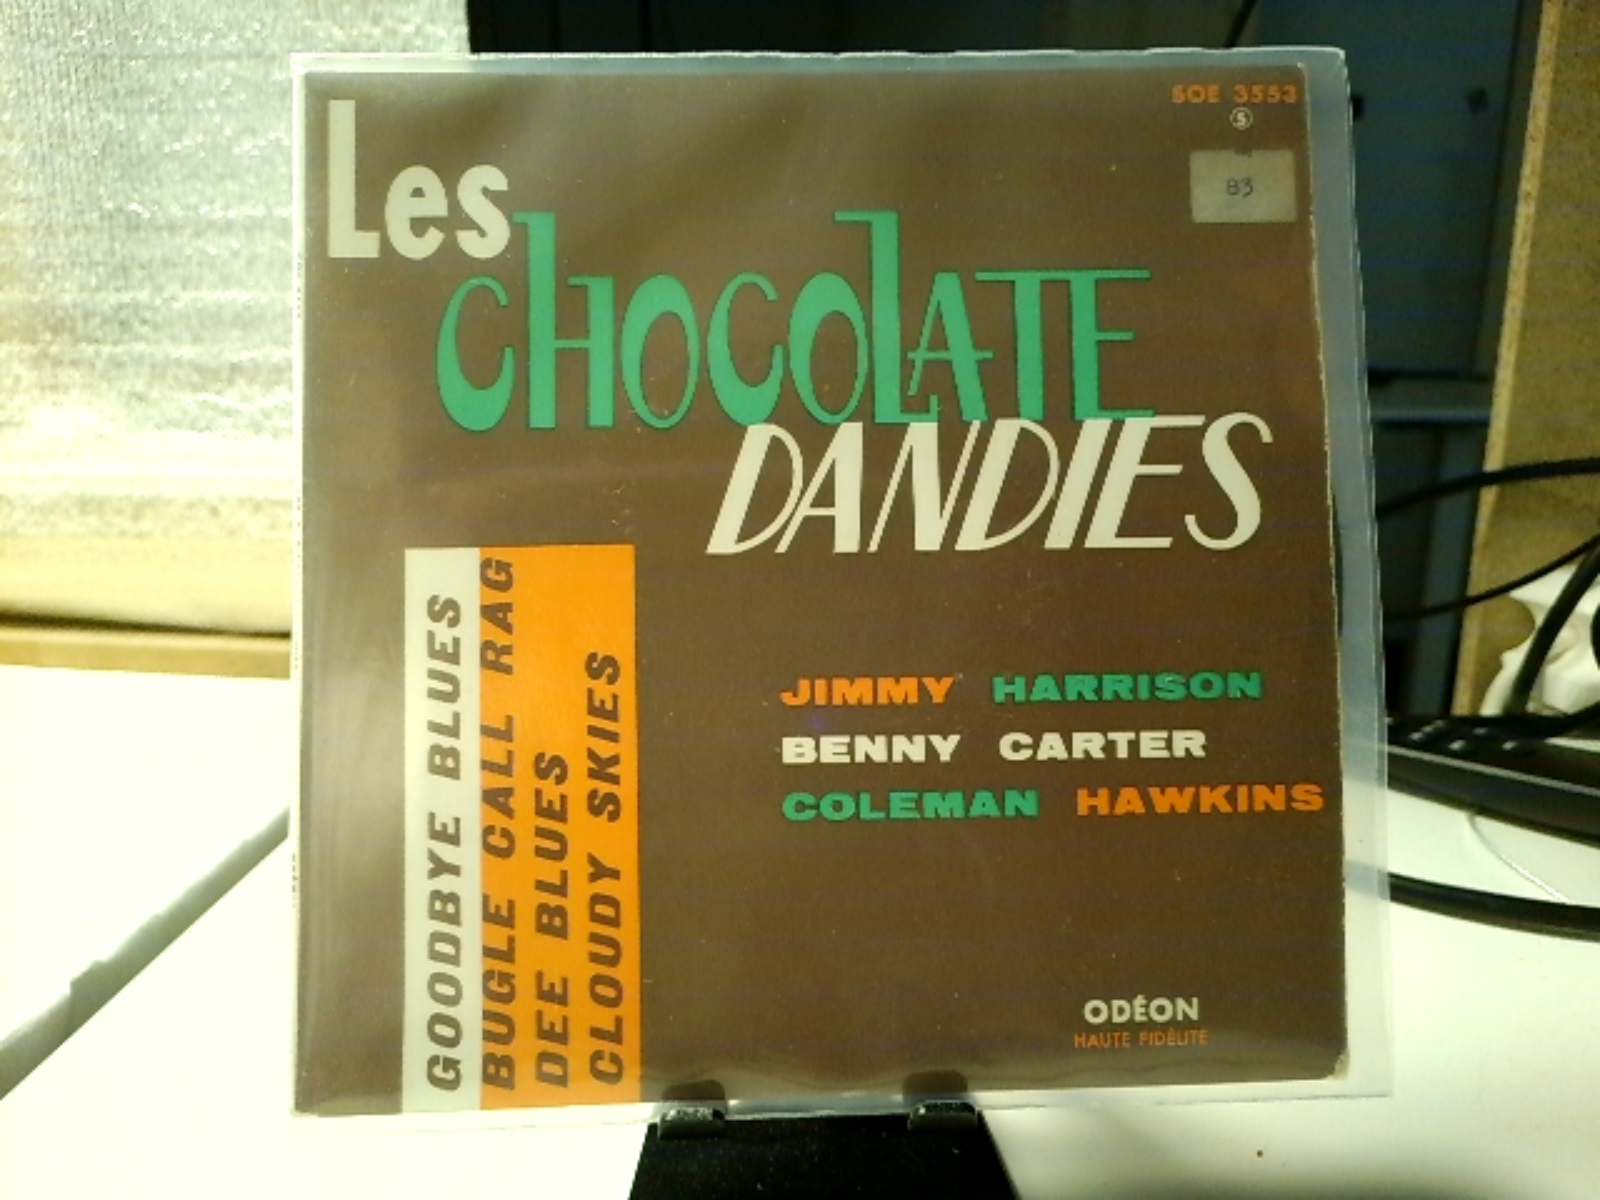 SOE 3553
S
83
Les
CHOCOLATE
DANDIES
GOODBYE BLUES
BUGLE CALL RAG
DEE BLUES
CLOUDY SKIES
JIMMY HARRISON
BENNY CARTER
COLEMAN HAWKINS
ODÉON
HAUTE FIDÉLITÉ